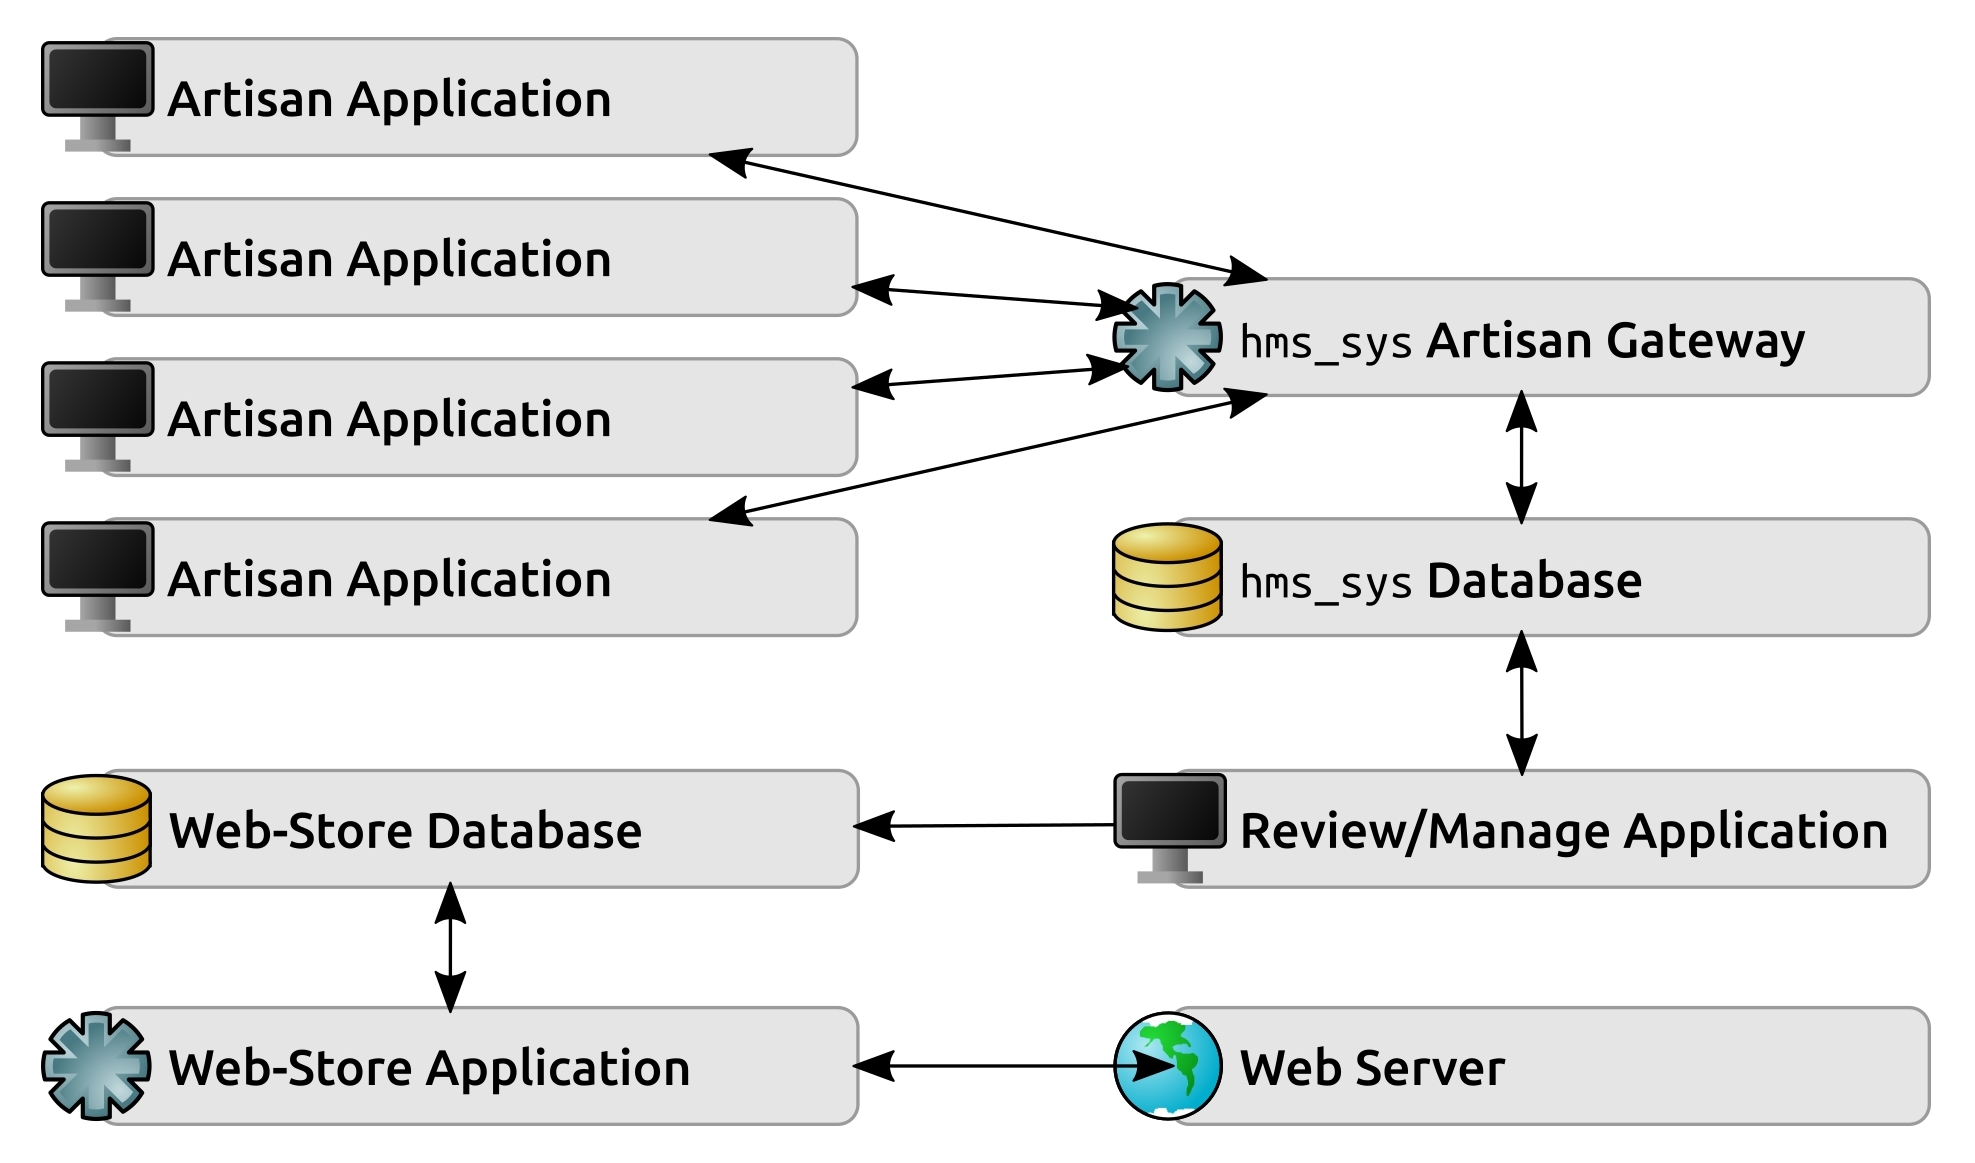 Artisan Application
Artisan Application
Artisan Application
Artisan Application
hms_sys Artisan Gateway
hms_sys Database
Web-Store Database
Review/Manage Application
Web-Store Application
Web Server